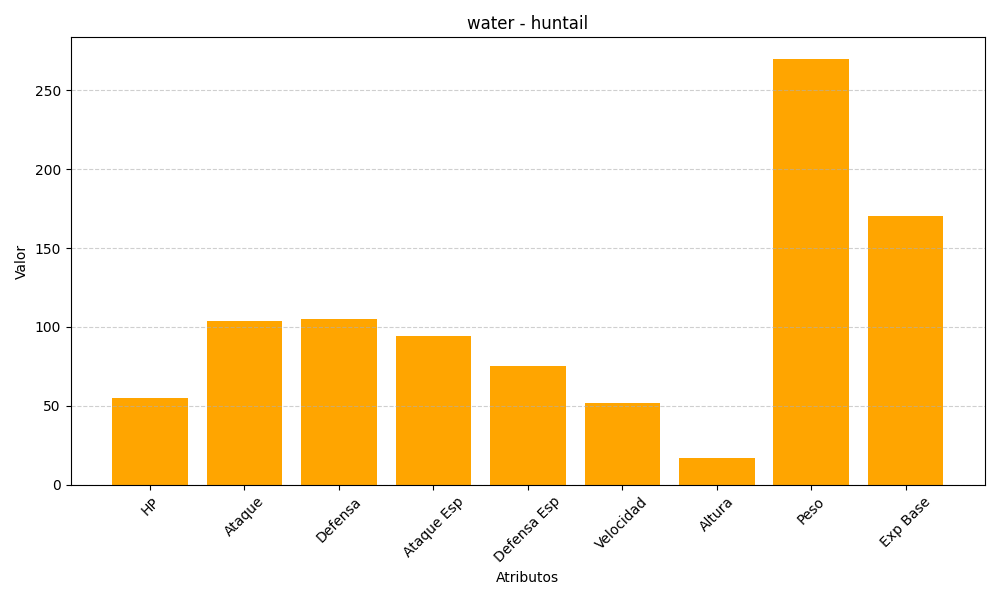 water - huntail
Valor
250
200
150
100
50
0
HP
Ataque
Defensa
Ataque Esp
Defensa Esp
Velocidad
Altura
Peso
Exp Base
Atributos